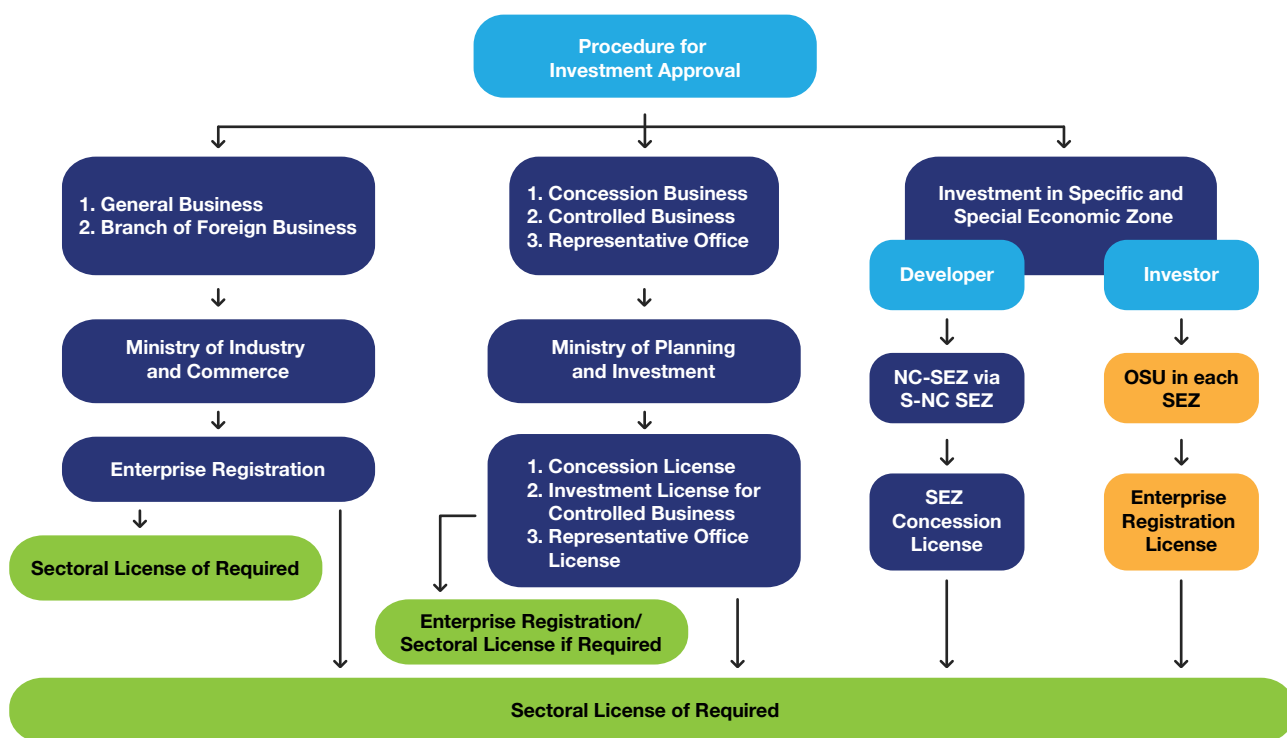 Procedure for
Investment Approval
1. General Business
2. Branch of Foreign Business
1. Concession Business
2. Controlled Business
3. Representative Office
Investment in Specific and
Special Economic Zone
Developer
Investor
Ministry of Industry
and Commerce
Ministry of Planning
and Investment
NC-SEZ via
S-NC SEZ
OSU in each
SEZ
Enterprise Registration
1. Concession License
2. Investment License for
Controlled Business
3. Representative Office
License
SEZ
Concession
License
Enterprise
Registration
License
Sectoral License of Required
Enterprise Registration/
Sectoral License if Required
Sectoral License of Required